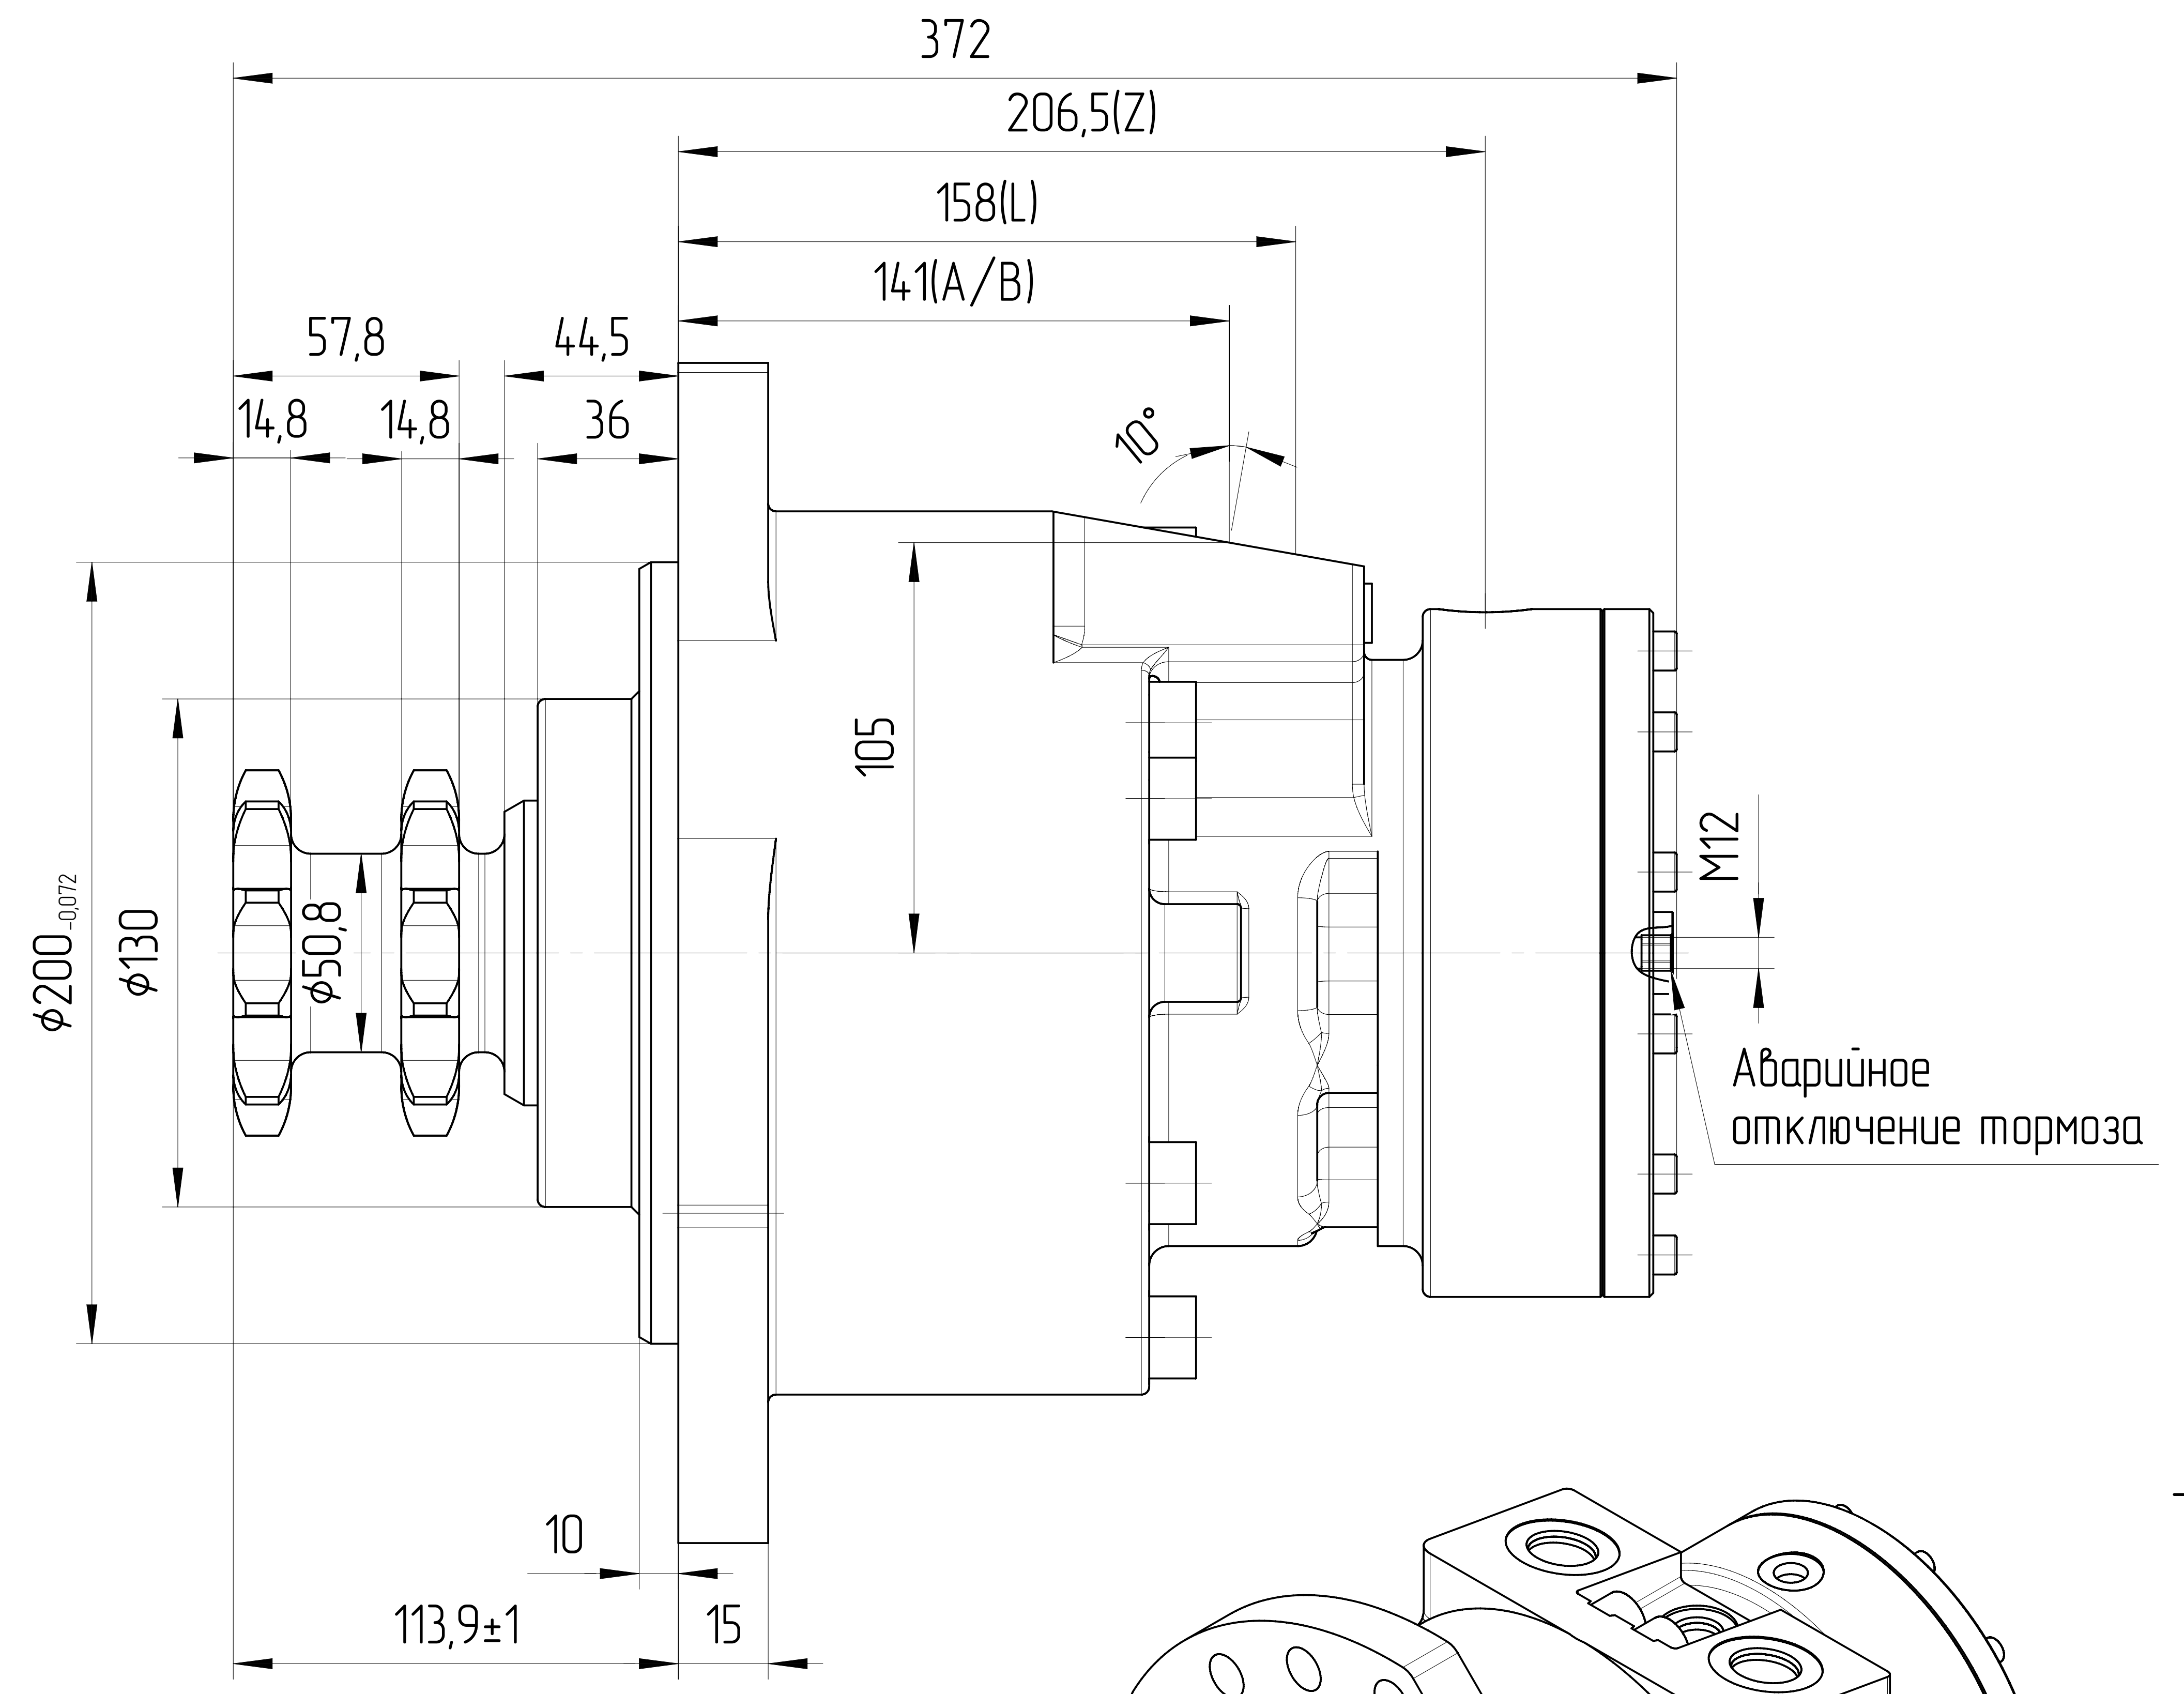 372
206,5(Z)
158(L)
141(A/B)
57,8
44,5
14,8
14,8
36
10°
105
M12
ϕ200-0,072
ϕ130
ϕ50,8
Аварийное
отключение тормоза
10
113,9±1
15